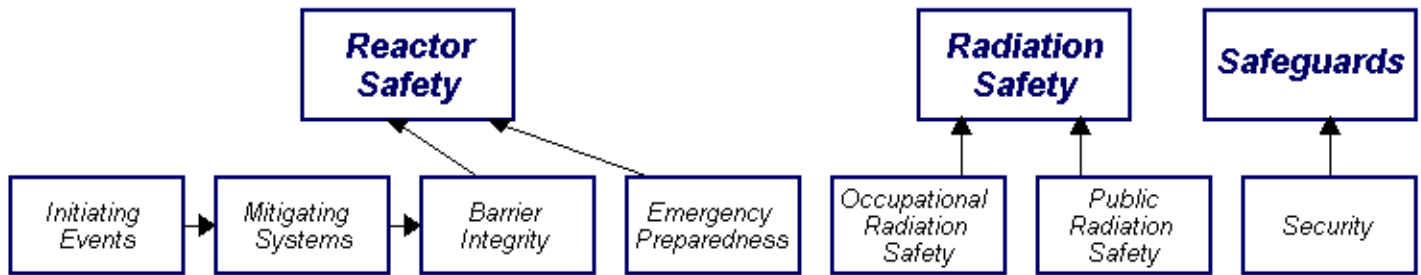 Reactor
Safety
Radiation
Safety
Safeguards
Initiating
Events
Mitigating
Systems
Barrier
Integrity
Emergency
Preparedness
Occupational
Radiation
Safety
Public
Radiation
Safety
Security